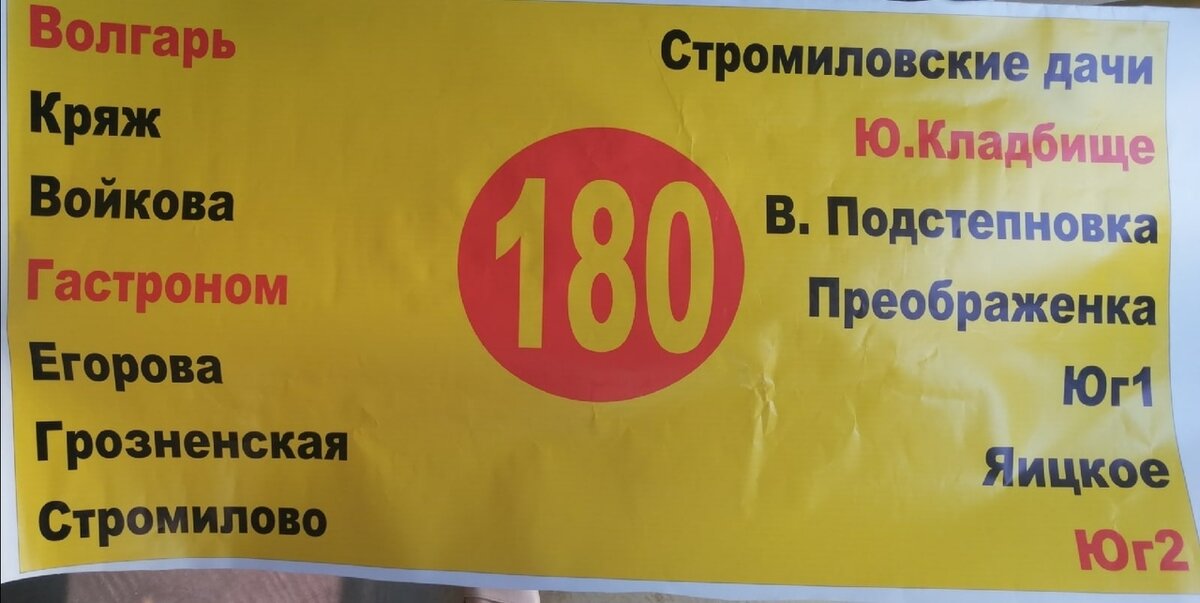 Волгарь
Кряж
Войкова
Гастроном
Егорова
Грозненская
Стромилово
180
Стромиловские дачи
Ю.Кладбище
В. Подстепновка
Преображенка
Юг1
Яицкое
Юг2